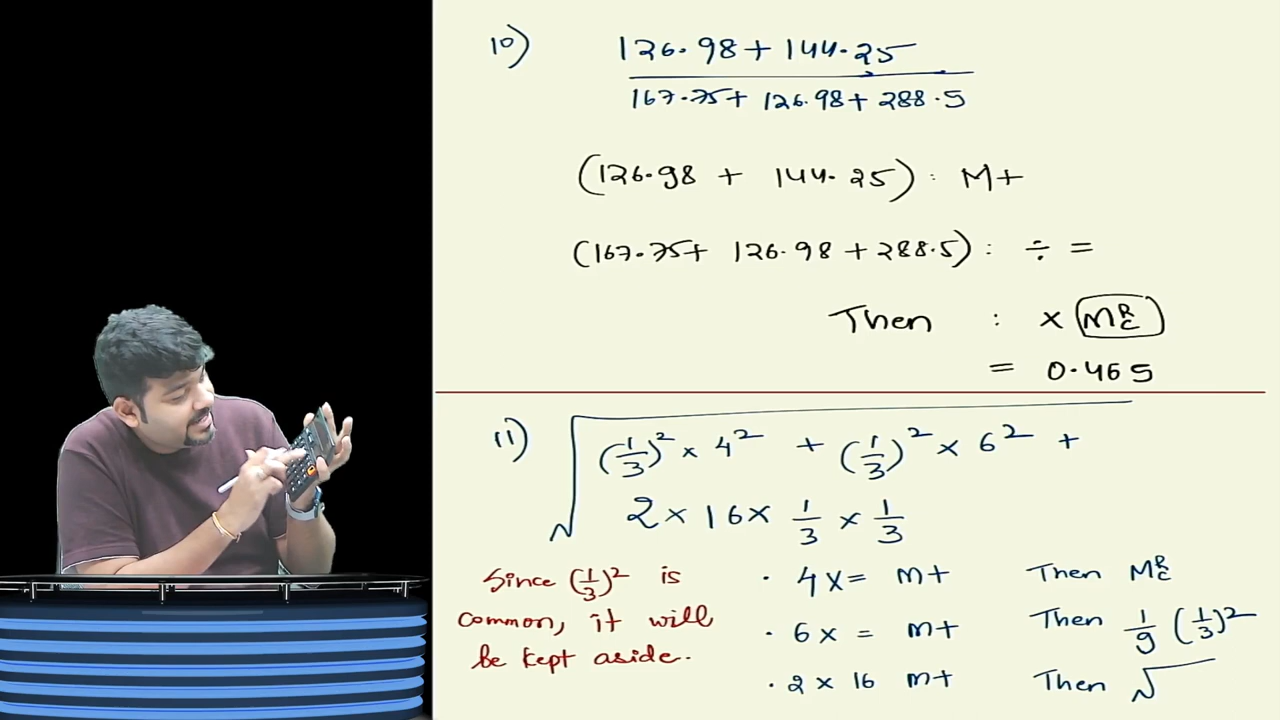 10) 126.98 + 144.25
167.75 + 126.98 + 288.5
(126.98 + 144.25) : M+
(167.75 + 126.98 + 288.5) : ÷ =
Then : × MRC
= 0.465
11) √ (1/3)² × 4² + (1/3)² × 6² +
2 × 16 × 1/3 × 1/3
Since (1/3)² is
common, it will
be kept aside.
· 4 × = m+ Then MRC
· 6 × = m+ Then 1/9 (1/3)²
· 2 × 16 m+ Then √